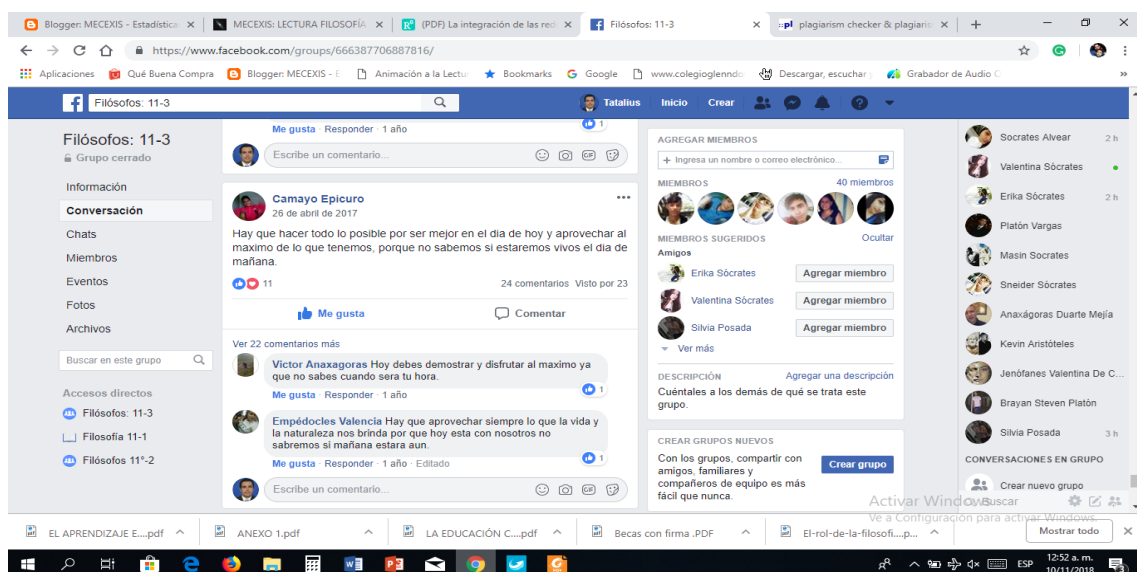 Blogger: MECEXIS - Estadística
MECEXIS: LECTURA FILOSOFÍA
(PDF) La integración de las red
Filósofos: 11-3
plagiarism checker & plagiaris
https://www.facebook.com/groups/666387706887816/
Aplicaciones
Qué Buena Compra
Blogger: MECEXIS - E
Animación a la Lectu
Bookmarks
Google
www.colegioglenndo
Descargar, escuchar
Grabador de Audio
Filósofos: 11-3
Tatalius
Inicio
Crear
Filósofos: 11-3
Grupo cerrado
Información
Conversación
Chats
Miembros
Eventos
Fotos
Archivos
Buscar en este grupo
Accesos directos
Filósofos: 11-3
Filosofía 11-1
Filósofos 11°-2
Me gusta · Responder · 1 año
1
Escribe un comentario...
GIF
Camayo Epicuro
26 de abril de 2017
Hay que hacer todo lo posible por ser mejor en el dia de hoy y aprovechar al
maximo de lo que tenemos, porque no sabemos si estaremos vivos el dia de
mañana.
11
24 comentarios Visto por 23
Me gusta
Comentar
Ver 22 comentarios más
Victor Anaxagoras Hoy debes demostrar y disfrutar al maximo ya
que no sabes cuando sera tu hora.
1
Me gusta · Responder · 1 año
Empédocles Valencia Hay que aprovechar siempre lo que la vida y
la naturaleza nos brinda por que hoy esta con nosotros no
sabremos si mañana estara aun.
1
Me gusta · Responder · 1 año · Editado
Escribe un comentario...
GIF
AGREGAR MIEMBROS
+ Ingresa un nombre o correo electrónico...
MIEMBROS
40 miembros
MIEMBROS SUGERIDOS
Ocultar
Amigos
Erika Sócrates
Agregar miembro
Valentina Sócrates
Agregar miembro
Silvia Posada
Agregar miembro
Ver más
DESCRIPCIÓN
Agregar una descripción
Cuéntales a los demás de qué se trata este
grupo.
CREAR GRUPOS NUEVOS
Con los grupos, compartir con
amigos, familiares y
compañeros de equipo es más
fácil que nunca.
Crear grupo
Socrates Alvear
2 h
Valentina Sócrates
Erika Sócrates
2 h
Platón Vargas
Masin Socrates
Sneider Sócrates
Anaxágoras Duarte Mejía
Kevin Aristóteles
Jenófanes Valentina De C...
Brayan Steven Platón
Silvia Posada
3 h
CONVERSACIONES EN GRUPO
Crear nuevo grupo
Buscar
Activar Windows
Ve a Configuración para activar Windows.
EL APRENDIZAJE E....pdf
ANEXO 1.pdf
LA EDUCACIÓN C....pdf
Becas con firma .PDF
El-rol-de-la-filosofi....p...
Mostrar todo
ESP
12:52 a. m.
10/11/2018
3